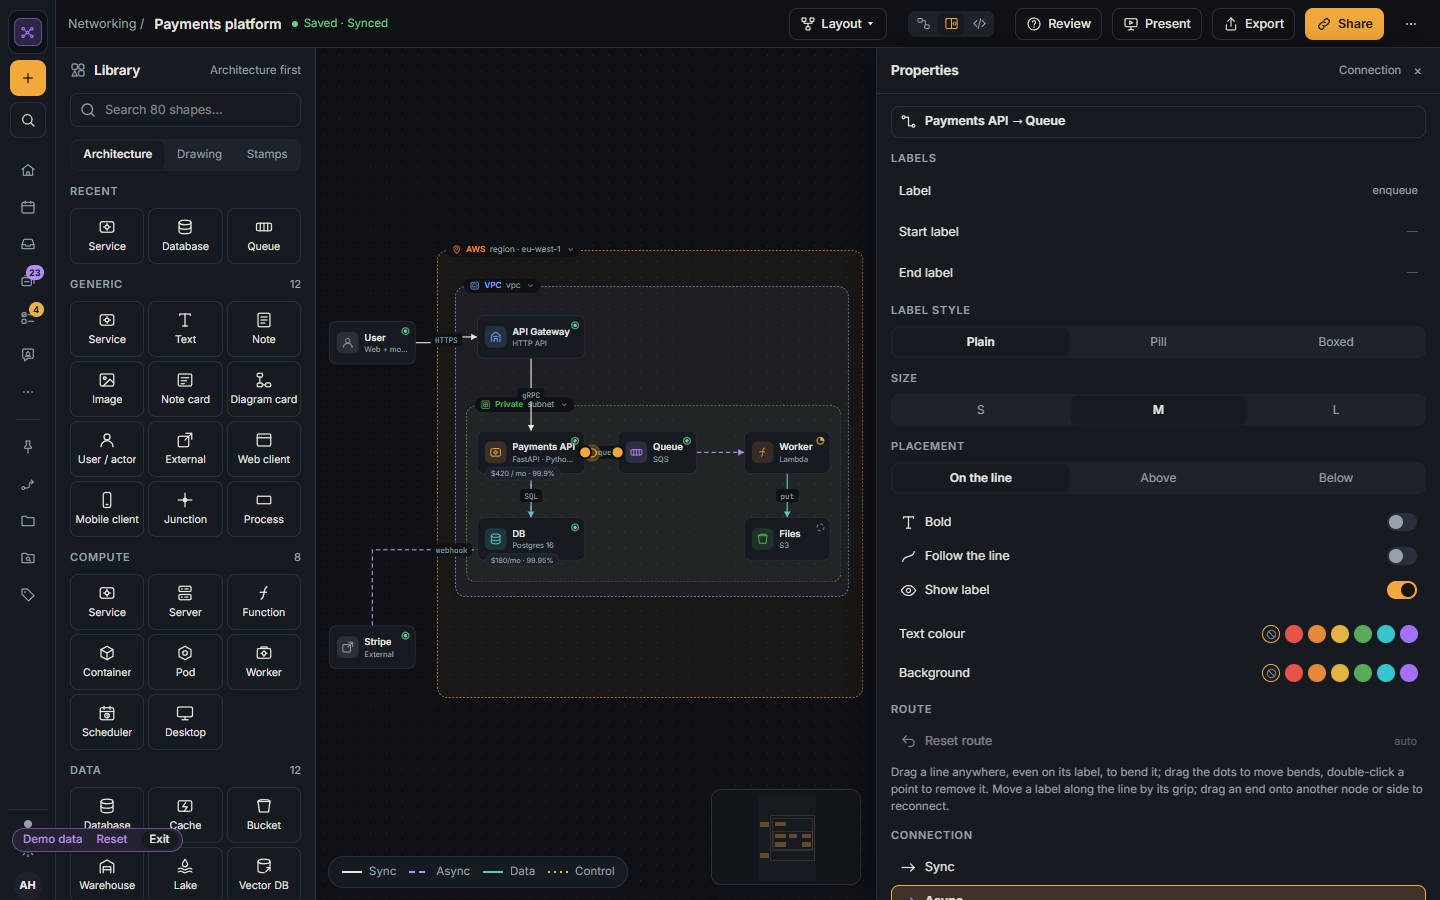 Networking / Payments platform Saved · Synced
Layout
Review
Present
Export
Share
Library Architecture first
Search 80 shapes...
Architecture Drawing Stamps
RECENT
Service Database Queue
GENERIC 12
Service Text Note
Image Note card Diagram card
User / actor External Web client
Mobile client Junction Process
COMPUTE 8
Service Server Function
Container Pod Worker
Scheduler Desktop
DATA 12
Database Cache Bucket
Warehouse Lake Vector DB
23
4
Demo data Reset Exit
AH
AWS region · eu-west-1
VPC vpc
User
Web + mo...
HTTPS
API Gateway
HTTP API
gRPC
Private subnet
Payments API
FastAPI · Pytho...
$420 / mo · 99.9%
Queue
SQS
Worker
Lambda
SQL
put
DB
Postgres 16
$180/mo · 99.95%
Files
S3
webhook
Stripe
External
Sync Async Data Control
Properties Connection ×
Payments API → Queue
LABELS
Label enqueue
Start label —
End label —
LABEL STYLE
Plain Pill Boxed
SIZE
S M L
PLACEMENT
On the line Above Below
Bold
Follow the line
Show label
Text colour
Background
ROUTE
Reset route auto
Drag a line anywhere, even on its label, to bend it; drag the dots to move bends, double-click a
point to remove it. Move a label along the line by its grip; drag an end onto another node or side to
reconnect.
CONNECTION
Sync
Async